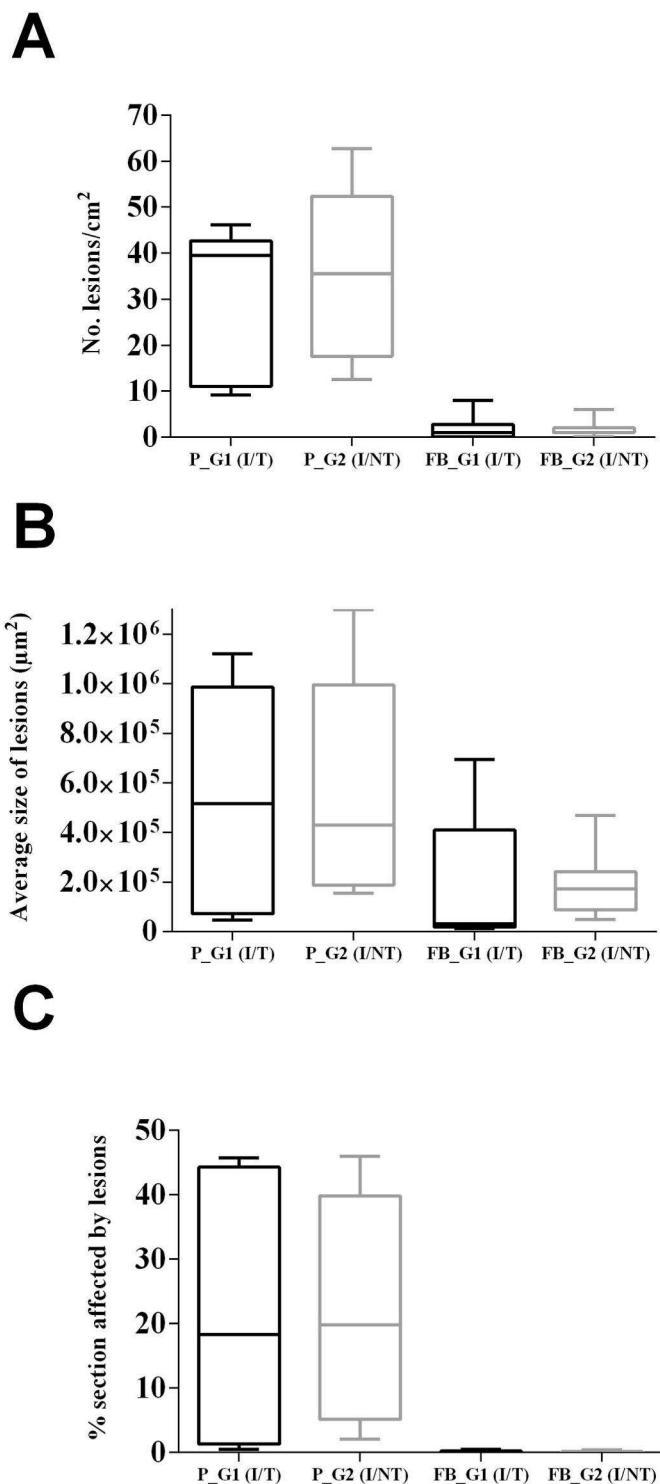 A
No. lesions/cm²
70
60
50
40
30
20
10
0
P_G1 (I/T) P_G2 (I/NT) FB_G1 (I/T) FB_G2 (I/NT)
B
Average size of lesions (µm²)
1.2×10⁶
1.0×10⁶
8.0×10⁵
6.0×10⁵
4.0×10⁵
2.0×10⁵
0
P_G1 (I/T) P_G2 (I/NT) FB_G1 (I/T) FB_G2 (I/NT)
C
% section affected by lesions
50
40
30
20
10
0
P_G1 (I/T) P_G2 (I/NT) FB_G1 (I/T) FB_G2 (I/NT)